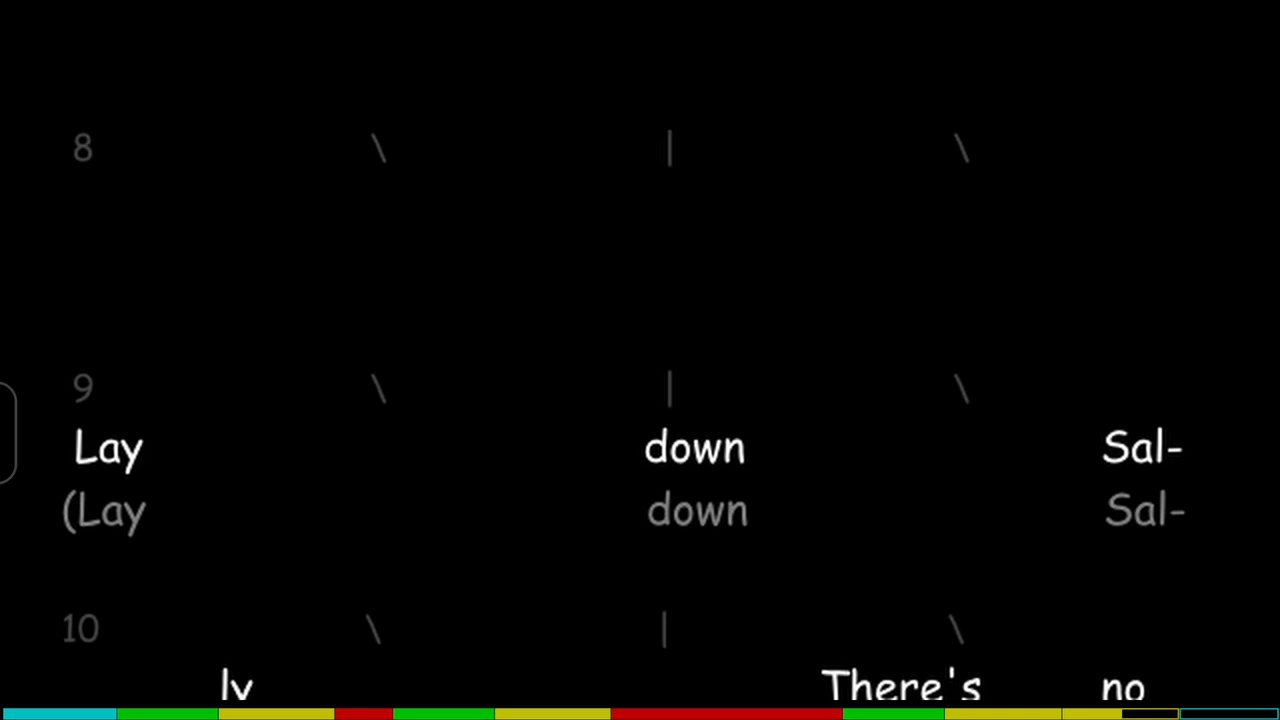 8 \ | \
9 \ | \
Lay down Sal-
(Lay down Sal-
10 \ | \
ly There's no